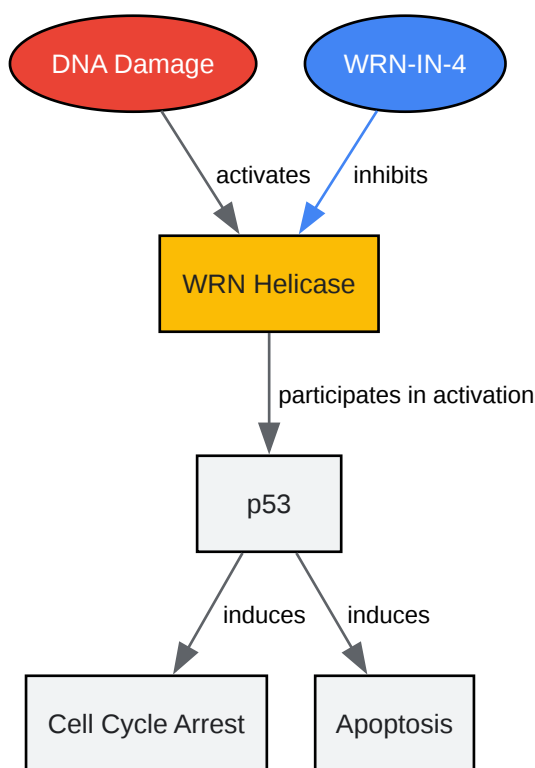 DNA Damage
WRN-IN-4
activates
inhibits
WRN Helicase
participates in activation
p53
induces
induces
Cell Cycle Arrest
Apoptosis